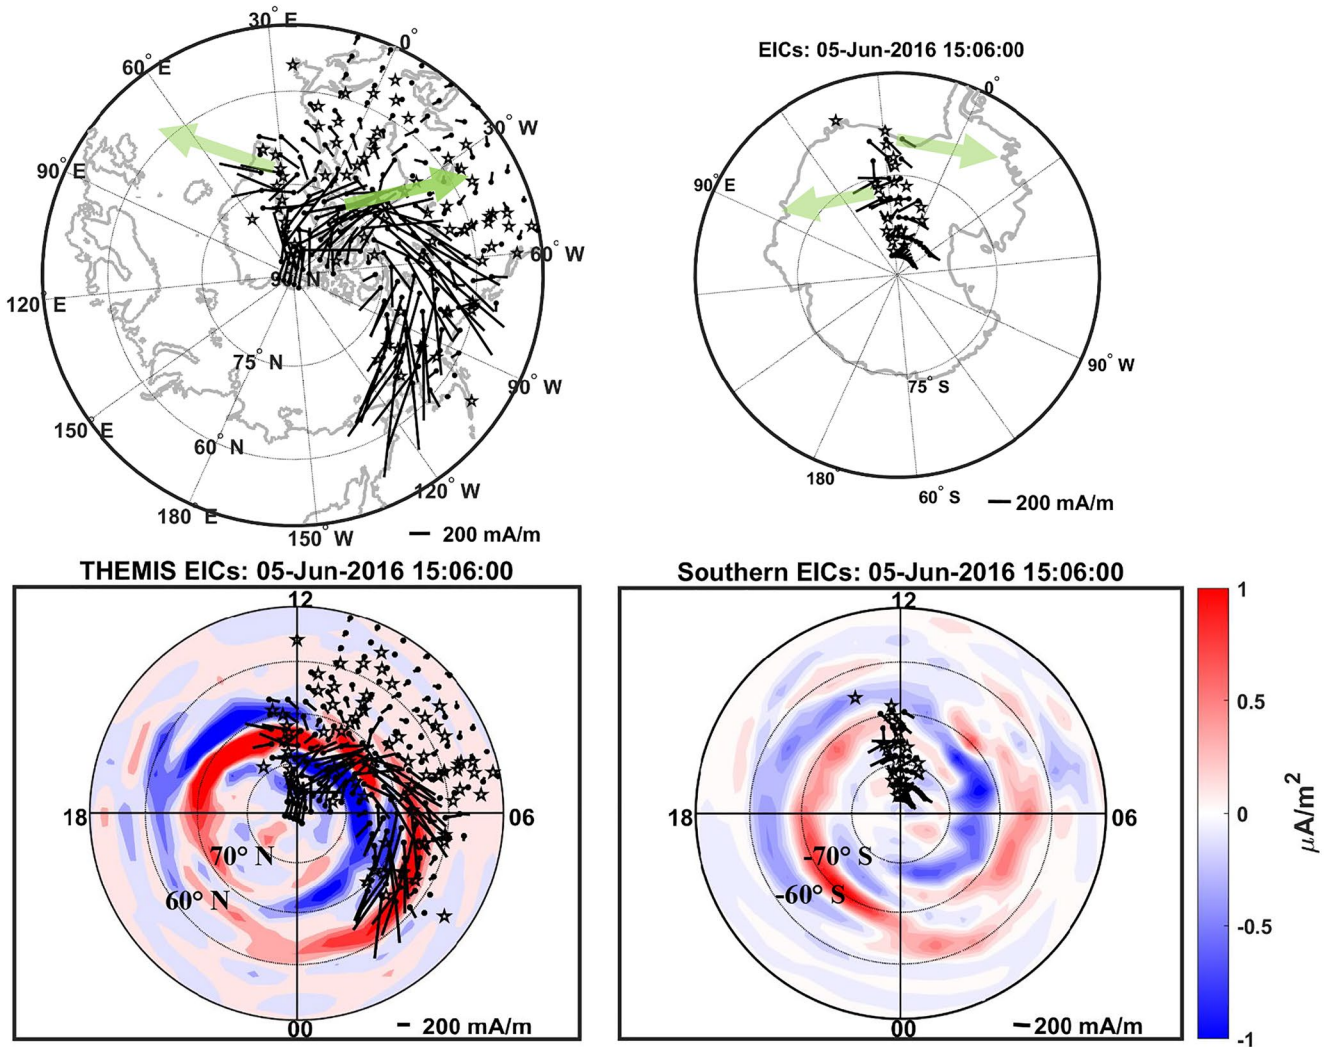 30° E
0°
60° E
30° W
90° E
60° W
90° N
120° E
75° N
90° W
150° E
60° N
120° W
180° E
150° W
200 mA/m
EICs: 05-Jun-2016 15:06:00
0°
90° E
90° W
75° S
180°
60° S
200 mA/m
THEMIS EICs: 05-Jun-2016 15:06:00
12
18
06
70° N
60° N
00
200 mA/m
Southern EICs: 05-Jun-2016 15:06:00
12
18
06
-70° S
-60° S
00
200 mA/m
1
0.5
0
-0.5
-1
μA/m²